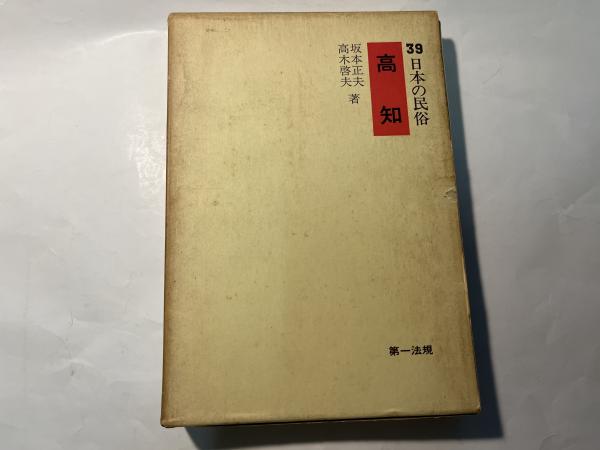 39 日本の民俗
高知
坂本正夫
高木啓夫 著
第一法規